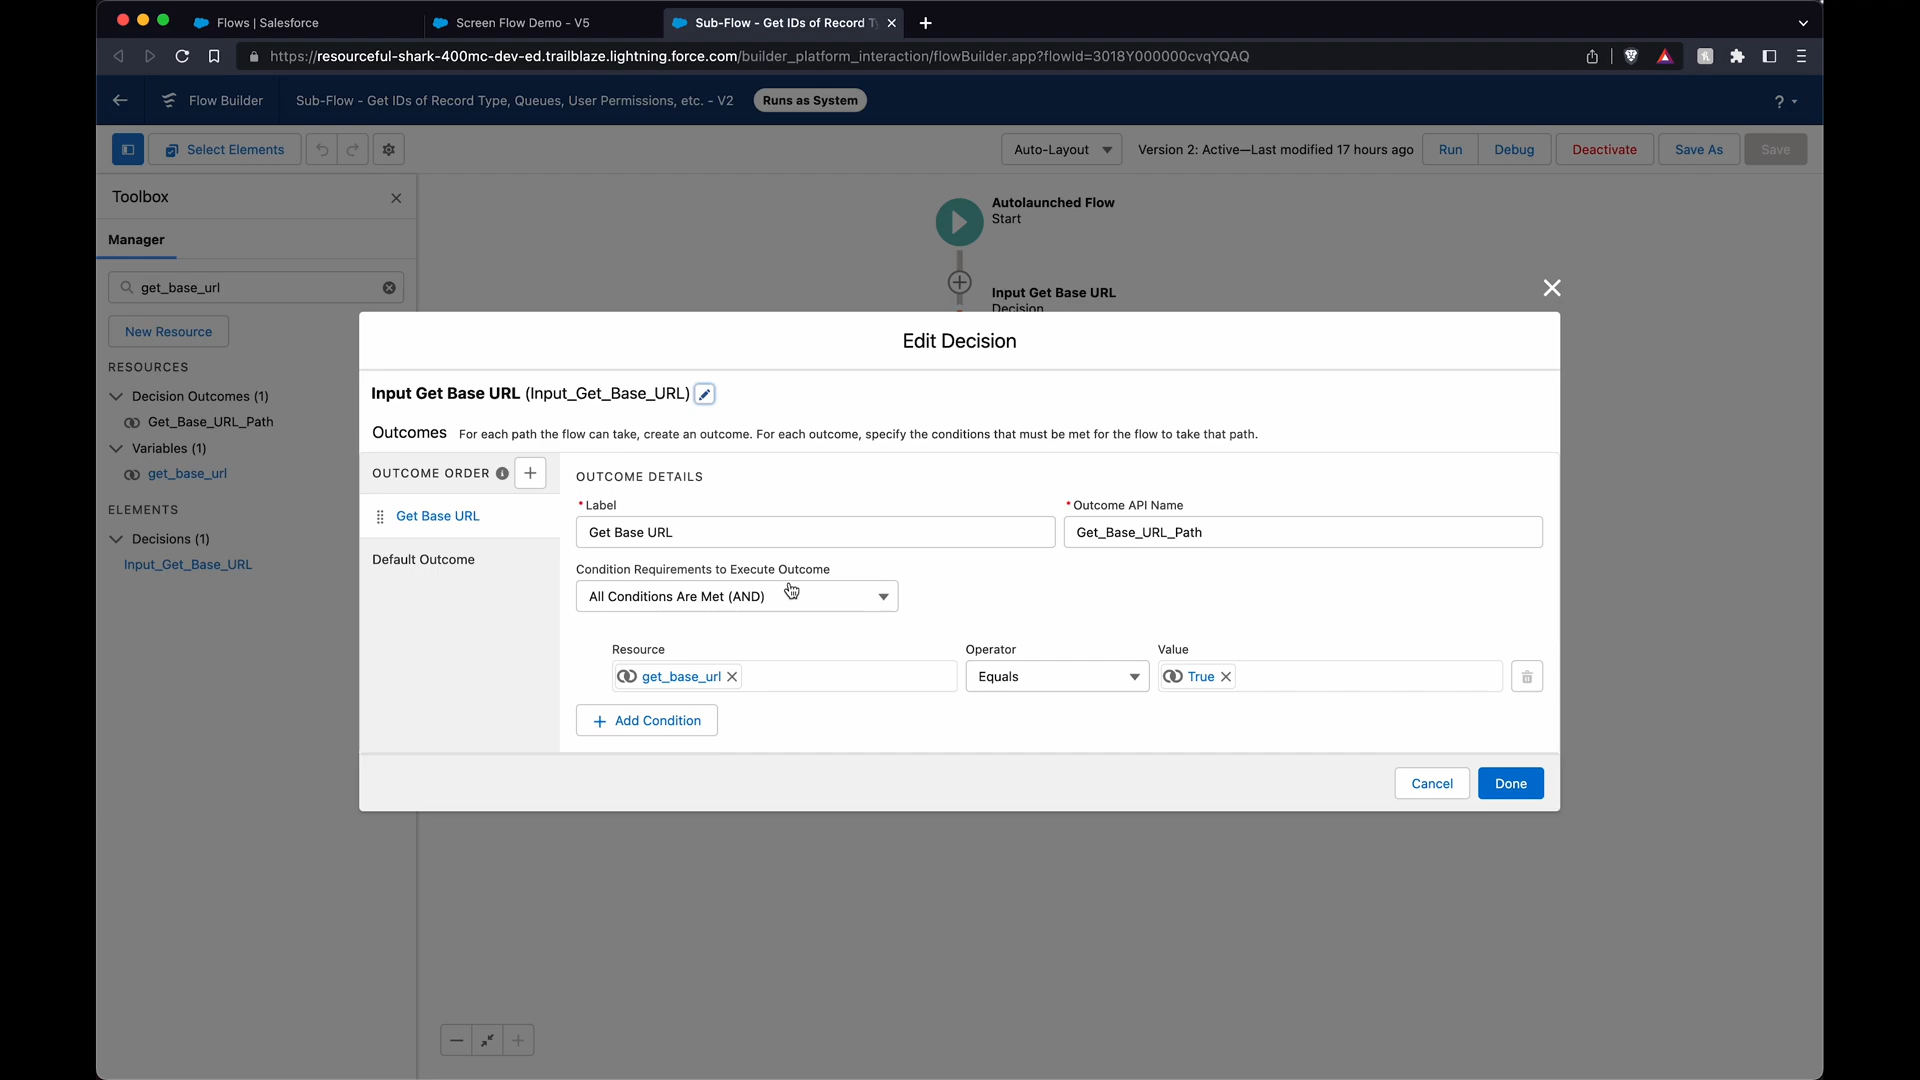 Flows | Salesforce
Screen Flow Demo - V5
Sub-Flow - Get IDs of Record T
https://resourceful-shark-400mc-dev-ed.trailblaze.lightning.force.com/builder_platform_interaction/flowBuilder.app?flowId=3018Y000000cvqYQAQ
Flow Builder
Sub-Flow - Get IDs of Record Type, Queues, User Permissions, etc. - V2
Runs as System
?
Select Elements
Auto-Layout
Version 2: Active—Last modified 17 hours ago
Run
Debug
Deactivate
Save As
Save
Toolbox
Manager
get_base_url
New Resource
RESOURCES
Decision Outcomes (1)
Get_Base_URL_Path
Variables (1)
get_base_url
ELEMENTS
Decisions (1)
Input_Get_Base_URL
Autolaunched Flow
Start
Input Get Base URL
Decision
Edit Decision
Input Get Base URL (Input_Get_Base_URL)
Outcomes For each path the flow can take, create an outcome. For each outcome, specify the conditions that must be met for the flow to take that path.
OUTCOME ORDER
Get Base URL
Default Outcome
OUTCOME DETAILS
* Label
Get Base URL
* Outcome API Name
Get_Base_URL_Path
Condition Requirements to Execute Outcome
All Conditions Are Met (AND)
Resource
get_base_url
Operator
Equals
Value
True
Add Condition
Cancel
Done